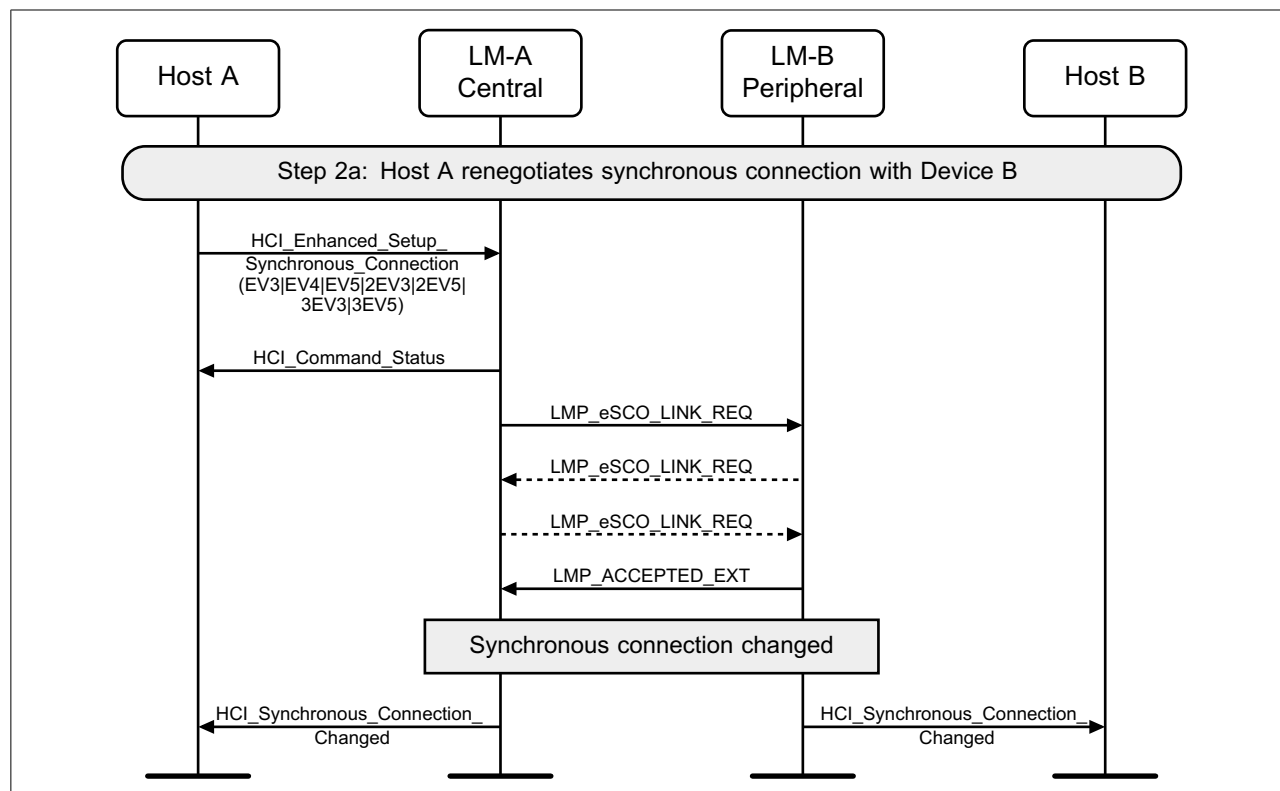 Host A
LM-A
Central
LM-B
Peripheral
Host B
Step 2a: Host A renegotiates synchronous connection with Device B
HCI_Enhanced_Setup_
Synchronous_Connection
(EV3|EV4|EV5|2EV3|2EV5|
3EV3|3EV5)
HCI_Command_Status
LMP_eSCO_LINK_REQ
LMP_eSCO_LINK_REQ
LMP_eSCO_LINK_REQ
LMP_ACCEPTED_EXT
Synchronous connection changed
HCI_Synchronous_Connection_
Changed
HCI_Synchronous_Connection_
Changed